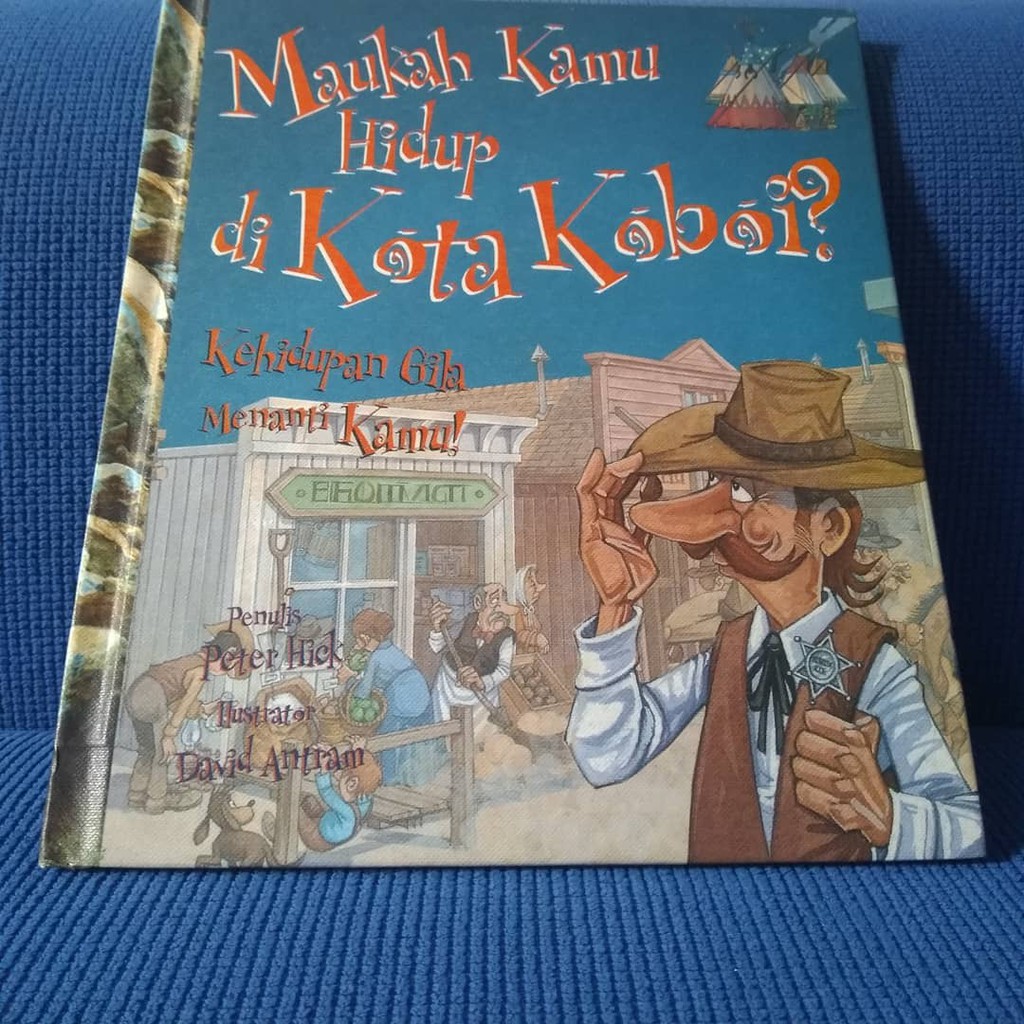 Maukah Kamu
Hidup
di Kota Koboi?
Kehidupan Gila
Menanti Kamu!
Penulis
Peter Hick
Ilustrator
David Antram